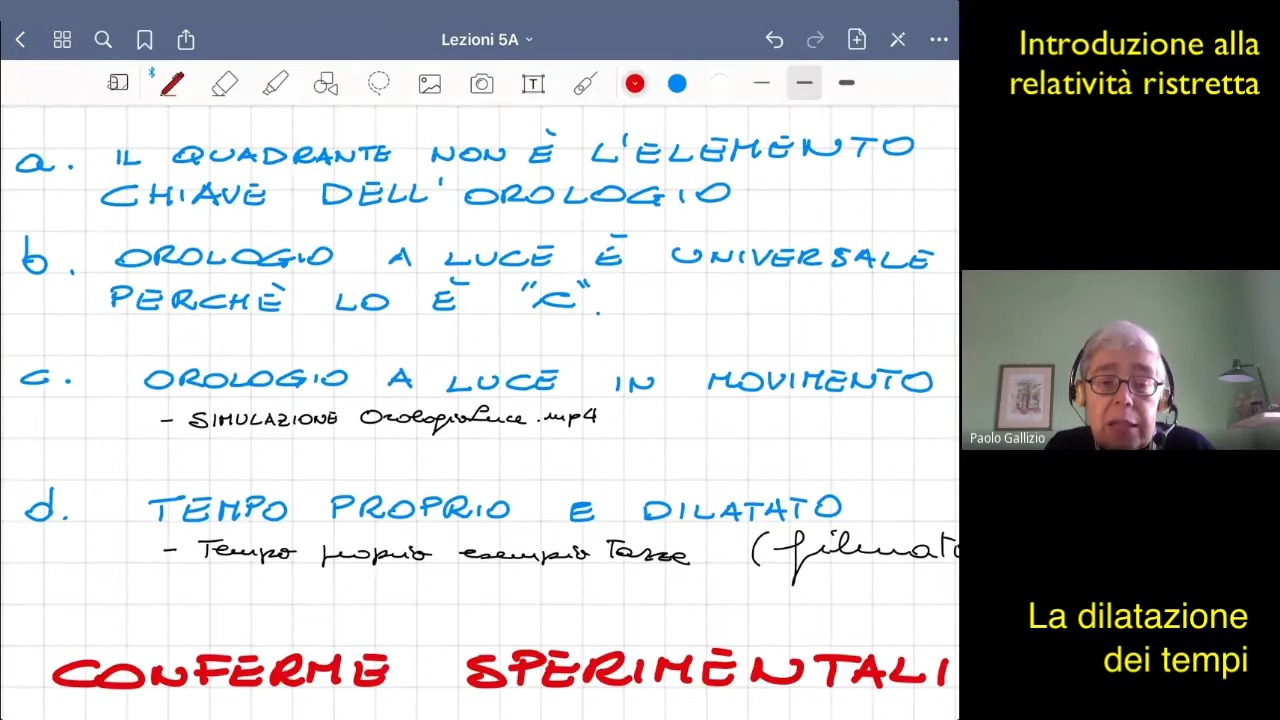 Lezioni 5A
a. IL QUADRANTE NON È L'ELEMENTO
CHIAVE DELL'OROLOGIO
b. OROLOGIO A LUCE È UNIVERSALE
PERCHÈ LO È "C".
c. OROLOGIO A LUCE IN MOVIMENTO
- SIMULAZIONE OrologioLuce.mp4
d. TEMPO PROPRIO E DILATATO
- Tempo proprio esempio Tazze (filmato
CONFERME SPERIMENTALI
Introduzione alla
relatività ristretta
Paolo Gallizio
La dilatazione
dei tempi